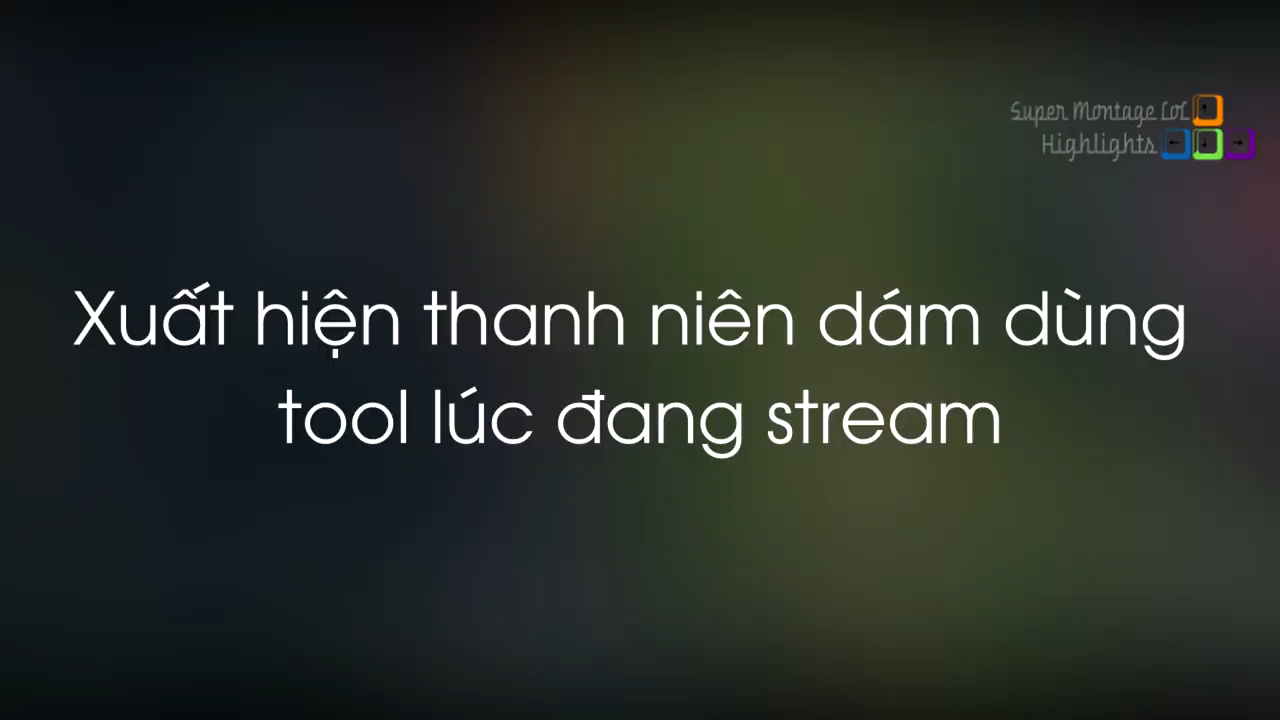 Super Montage LoL
Highlights
Xuất hiện thanh niên dám dùng
tool lúc đang stream